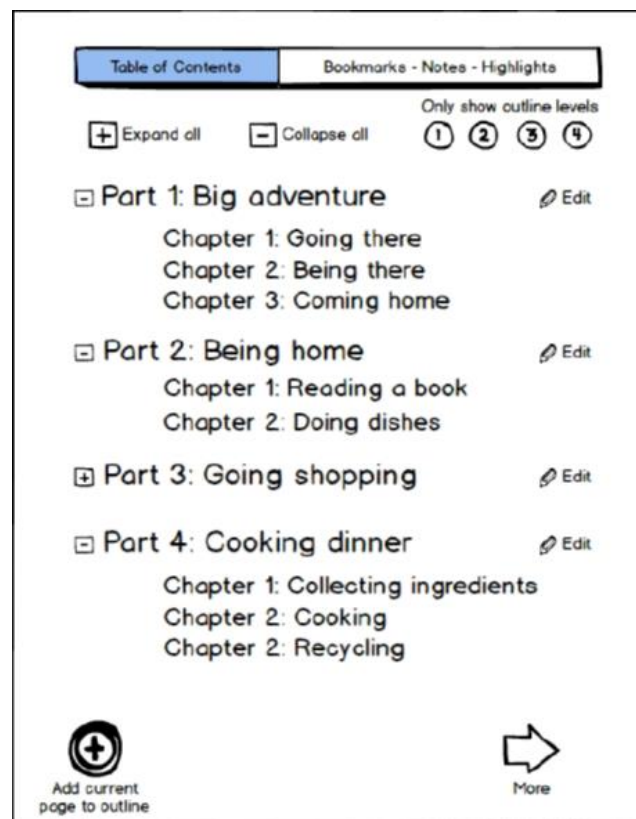 Table of Contents
Bookmarks - Notes - Highlights
Only show outline levels
+ Expand all
- Collapse all
1 2 3 4
- Part 1: Big adventure
Edit
Chapter 1: Going there
Chapter 2: Being there
Chapter 3: Coming home
- Part 2: Being home
Edit
Chapter 1: Reading a book
Chapter 2: Doing dishes
+ Part 3: Going shopping
Edit
- Part 4: Cooking dinner
Edit
Chapter 1: Collecting ingredients
Chapter 2: Cooking
Chapter 2: Recycling
+
Add current
page to outline
More